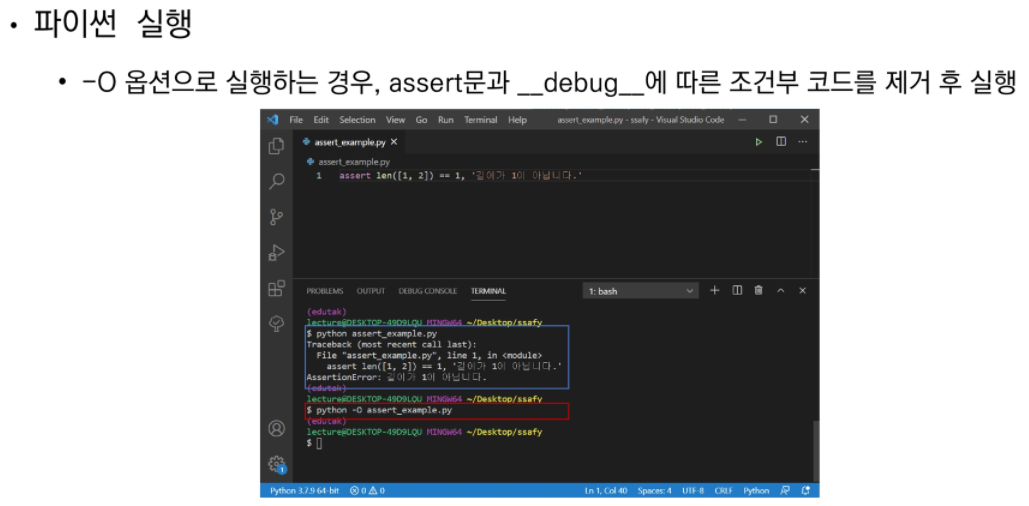 • 파이썬 실행
• -O 옵션으로 실행하는 경우, assert문과 __debug__에 따른 조건부 코드를 제거 후 실행
File Edit Selection View Go Run Terminal Help assert_example.py - ssafy - Visual Studio Code
assert_example.py ×
assert_example.py
1 assert len([1, 2]) == 1, '길이가 1이 아닙니다.'
PROBLEMS OUTPUT DEBUG CONSOLE TERMINAL 1: bash
(edutak)
lecture@DESKTOP-49D9LQU MINGW64 ~/Desktop/ssafy
$ python assert_example.py
Traceback (most recent call last):
File "assert_example.py", line 1, in <module>
assert len([1, 2]) == 1, '길이가 1이 아닙니다.'
AssertionError: 길이가 1이 아닙니다.
(edutak)
lecture@DESKTOP-49D9LQU MINGW64 ~/Desktop/ssafy
$ python -O assert_example.py
(edutak)
lecture@DESKTOP-49D9LQU MINGW64 ~/Desktop/ssafy
$
1
Python 3.7.9 64-bit 0 0 Ln 1, Col 40 Spaces: 4 UTF-8 CRLF Python